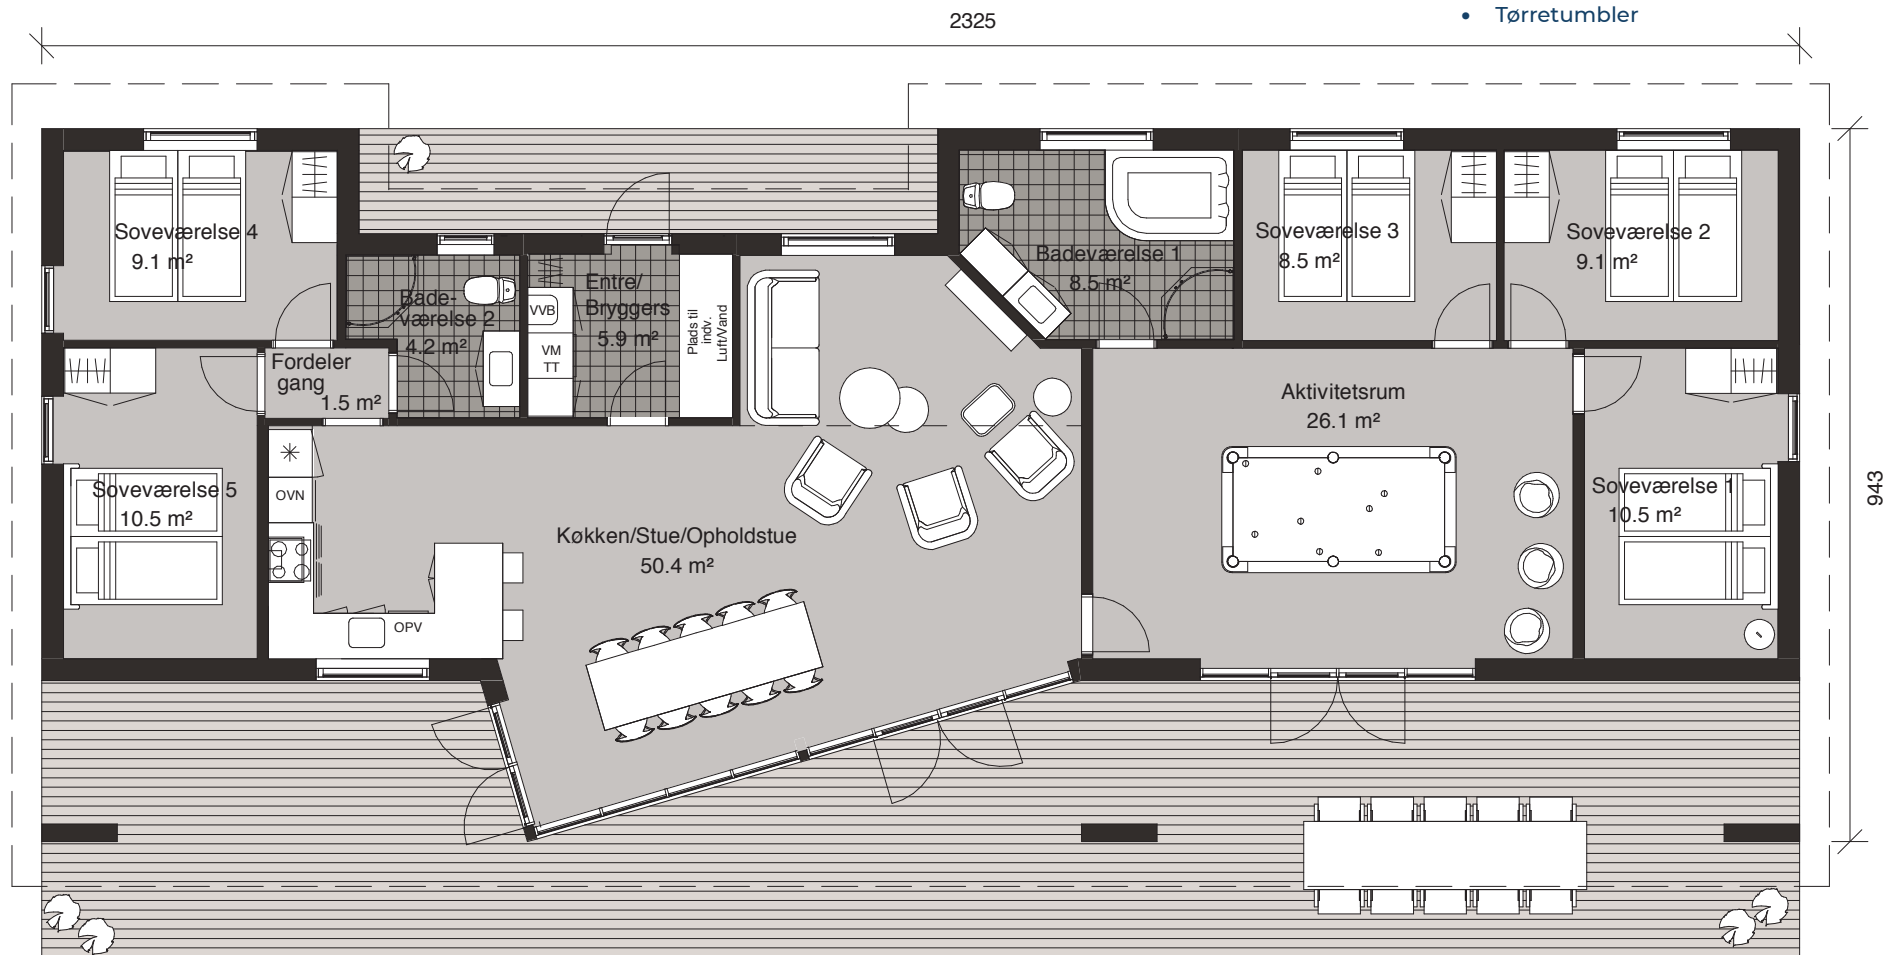 • Tørretumbler
2325
943
Soveværelse 4
9.1 m²
Bade-
værelse 2
4.2 m²
Entre/
Bryggers
5.9 m²
VVB
VM
TT
Plads til
indv.
Luft/Vand
Badeværelse 1
8.5 m²
Soveværelse 3
8.5 m²
Soveværelse 2
9.1 m²
Fordeler
gang
1.5 m²
Aktivitetsrum
26.1 m²
Soveværelse 5
10.5 m²
OVN
OPV
Køkken/Stue/Opholdstue
50.4 m²
Soveværelse 1
10.5 m²